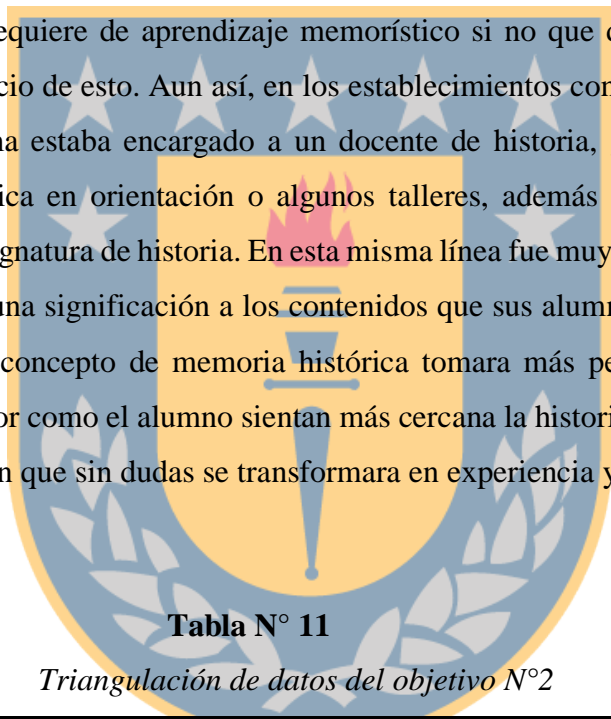 equiere de aprendizaje memorístico si no que
cio de esto. Aun así, en los establecimientos con
na estaba encargado a un docente de historia,
ica en orientación o algunos talleres, además
gnatura de historia. En esta misma línea fue muy
una significación a los contenidos que sus alumn
concepto de memoria histórica tomara más pe
or como el alumno sientan más cercana la histori
n que sin dudas se transformara en experiencia y
Tabla N° 11
Triangulación de datos del objetivo N°2